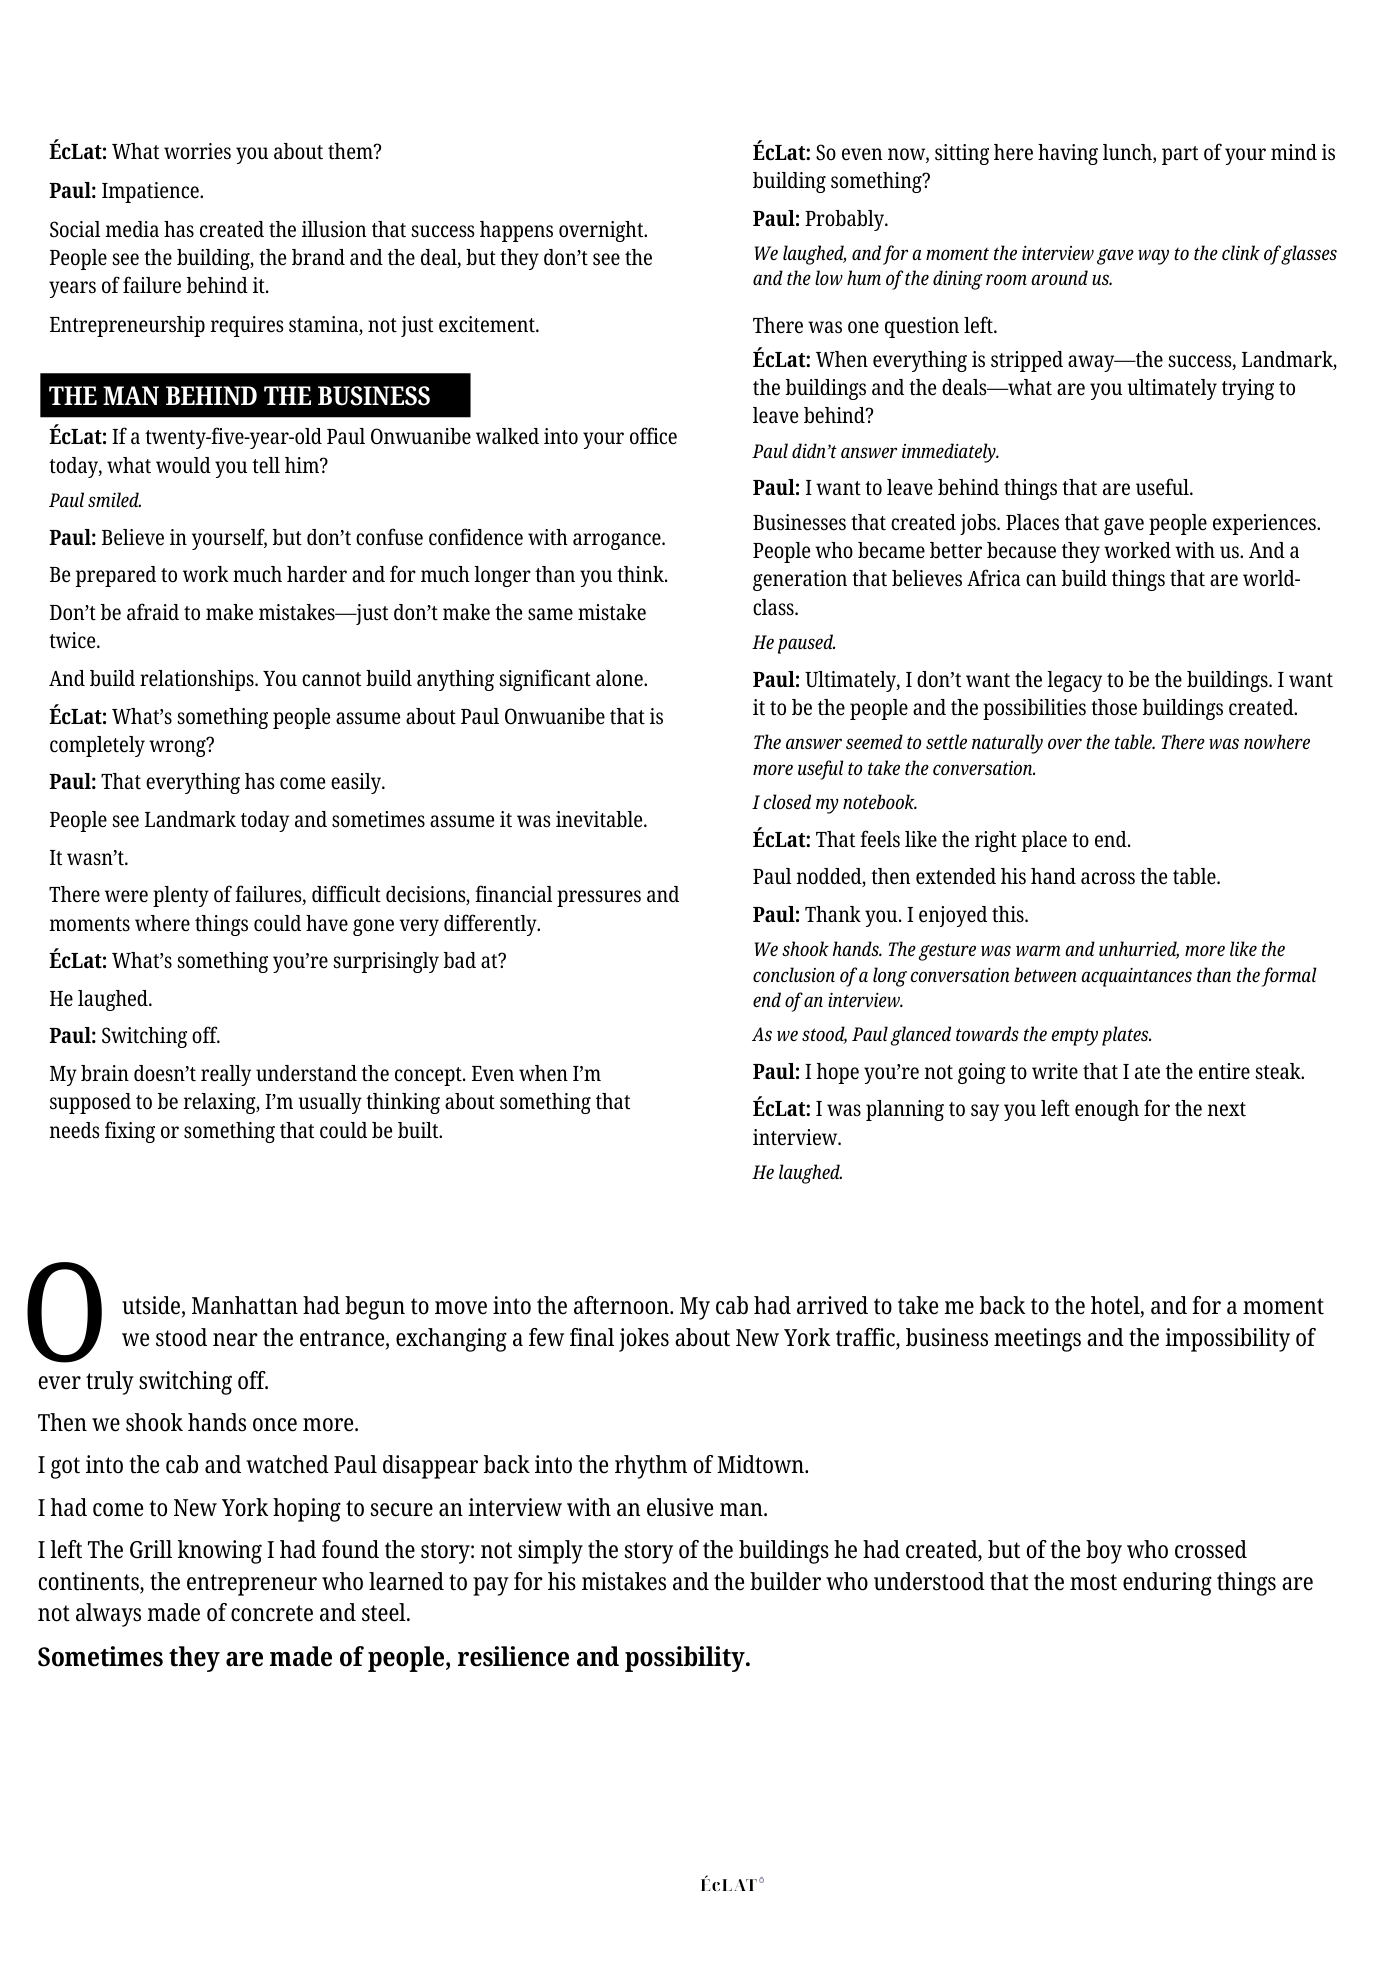 ÉcLat: What worries you about them?
Paul: Impatience.
Social media has created the illusion that success happens overnight.
People see the building, the brand and the deal, but they don’t see the
years of failure behind it.
Entrepreneurship requires stamina, not just excitement.
THE MAN BEHIND THE BUSINESS
ÉcLat: If a twenty-five-year-old Paul Onwuanibe walked into your office
today, what would you tell him?
Paul smiled.
Paul: Believe in yourself, but don’t confuse confidence with arrogance.
Be prepared to work much harder and for much longer than you think.
Don’t be afraid to make mistakes—just don’t make the same mistake
twice.
And build relationships. You cannot build anything significant alone.
ÉcLat: What’s something people assume about Paul Onwuanibe that is
completely wrong?
Paul: That everything has come easily.
People see Landmark today and sometimes assume it was inevitable.
It wasn’t.
There were plenty of failures, difficult decisions, financial pressures and
moments where things could have gone very differently.
ÉcLat: What’s something you’re surprisingly bad at?
He laughed.
Paul: Switching off.
My brain doesn’t really understand the concept. Even when I’m
supposed to be relaxing, I’m usually thinking about something that
needs fixing or something that could be built.
ÉcLat: So even now, sitting here having lunch, part of your mind is
building something?
Paul: Probably.
We laughed, and for a moment the interview gave way to the clink of glasses
and the low hum of the dining room around us.
There was one question left.
ÉcLat: When everything is stripped away—the success, Landmark,
the buildings and the deals—what are you ultimately trying to
leave behind?
Paul didn’t answer immediately.
Paul: I want to leave behind things that are useful.
Businesses that created jobs. Places that gave people experiences.
People who became better because they worked with us. And a
generation that believes Africa can build things that are world-
class.
He paused.
Paul: Ultimately, I don’t want the legacy to be the buildings. I want
it to be the people and the possibilities those buildings created.
The answer seemed to settle naturally over the table. There was nowhere
more useful to take the conversation.
I closed my notebook.
ÉcLat: That feels like the right place to end.
Paul nodded, then extended his hand across the table.
Paul: Thank you. I enjoyed this.
We shook hands. The gesture was warm and unhurried, more like the
conclusion of a long conversation between acquaintances than the formal
end of an interview.
As we stood, Paul glanced towards the empty plates.
Paul: I hope you’re not going to write that I ate the entire steak.
ÉcLat: I was planning to say you left enough for the next
interview.
He laughed.
Outside, Manhattan had begun to move into the afternoon. My cab had arrived to take me back to the hotel, and for a moment
we stood near the entrance, exchanging a few final jokes about New York traffic, business meetings and the impossibility of
ever truly switching off.
Then we shook hands once more.
I got into the cab and watched Paul disappear back into the rhythm of Midtown.
I had come to New York hoping to secure an interview with an elusive man.
I left The Grill knowing I had found the story: not simply the story of the buildings he had created, but of the boy who crossed
continents, the entrepreneur who learned to pay for his mistakes and the builder who understood that the most enduring things are
not always made of concrete and steel.
Sometimes they are made of people, resilience and possibility.
ÉcLAT